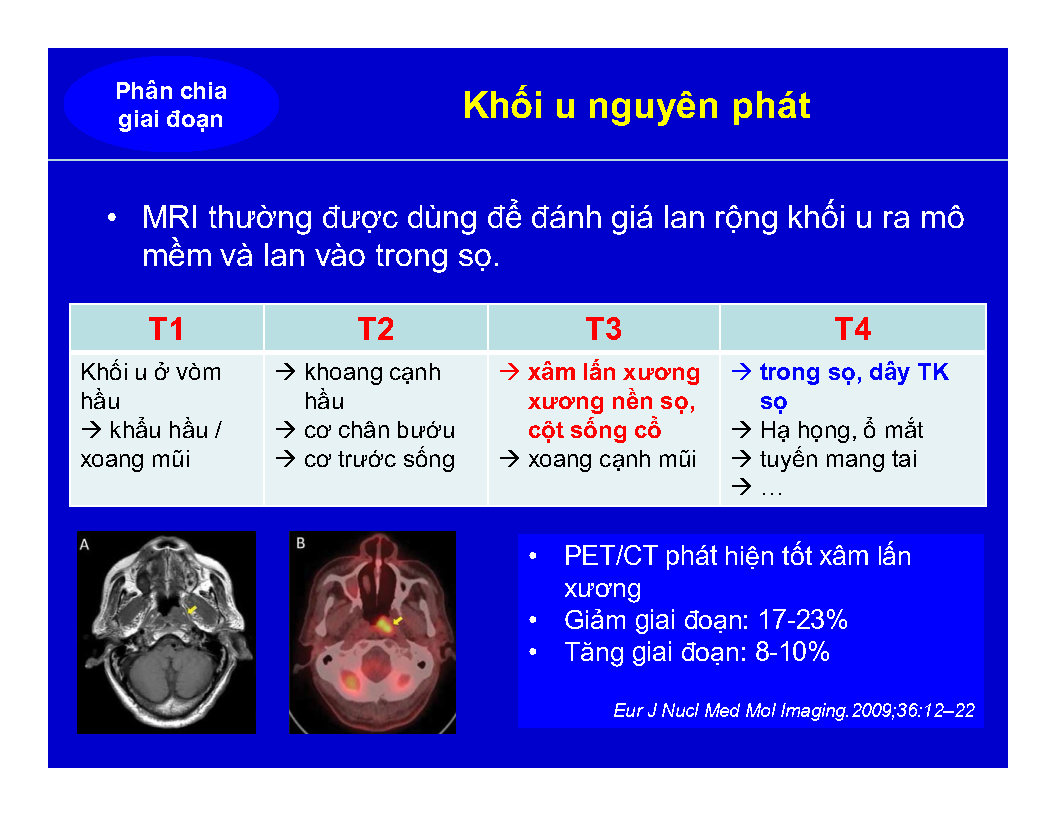 Phân chia
giai đoạn
Khối u nguyên phát
• MRI thường được dùng để đánh giá lan rộng khối u ra mô
mềm và lan vào trong sọ.
T1
T2
T3
T4
Khối u ở vòm
hầu
→ khẩu hầu /
xoang mũi
→ khoang cạnh
hầu
→ cơ chân bướu
→ cơ trước sống
→ xâm lấn xương
xương nền sọ,
cột sống cổ
→ xoang cạnh mũi
→ trong sọ, dây TK
sọ
→ Hạ họng, ổ mắt
→ tuyến mang tai
→ …
A
B
• PET/CT phát hiện tốt xâm lấn
xương
• Giảm giai đoạn: 17-23%
• Tăng giai đoạn: 8-10%
Eur J Nucl Med Mol Imaging.2009;36:12–22